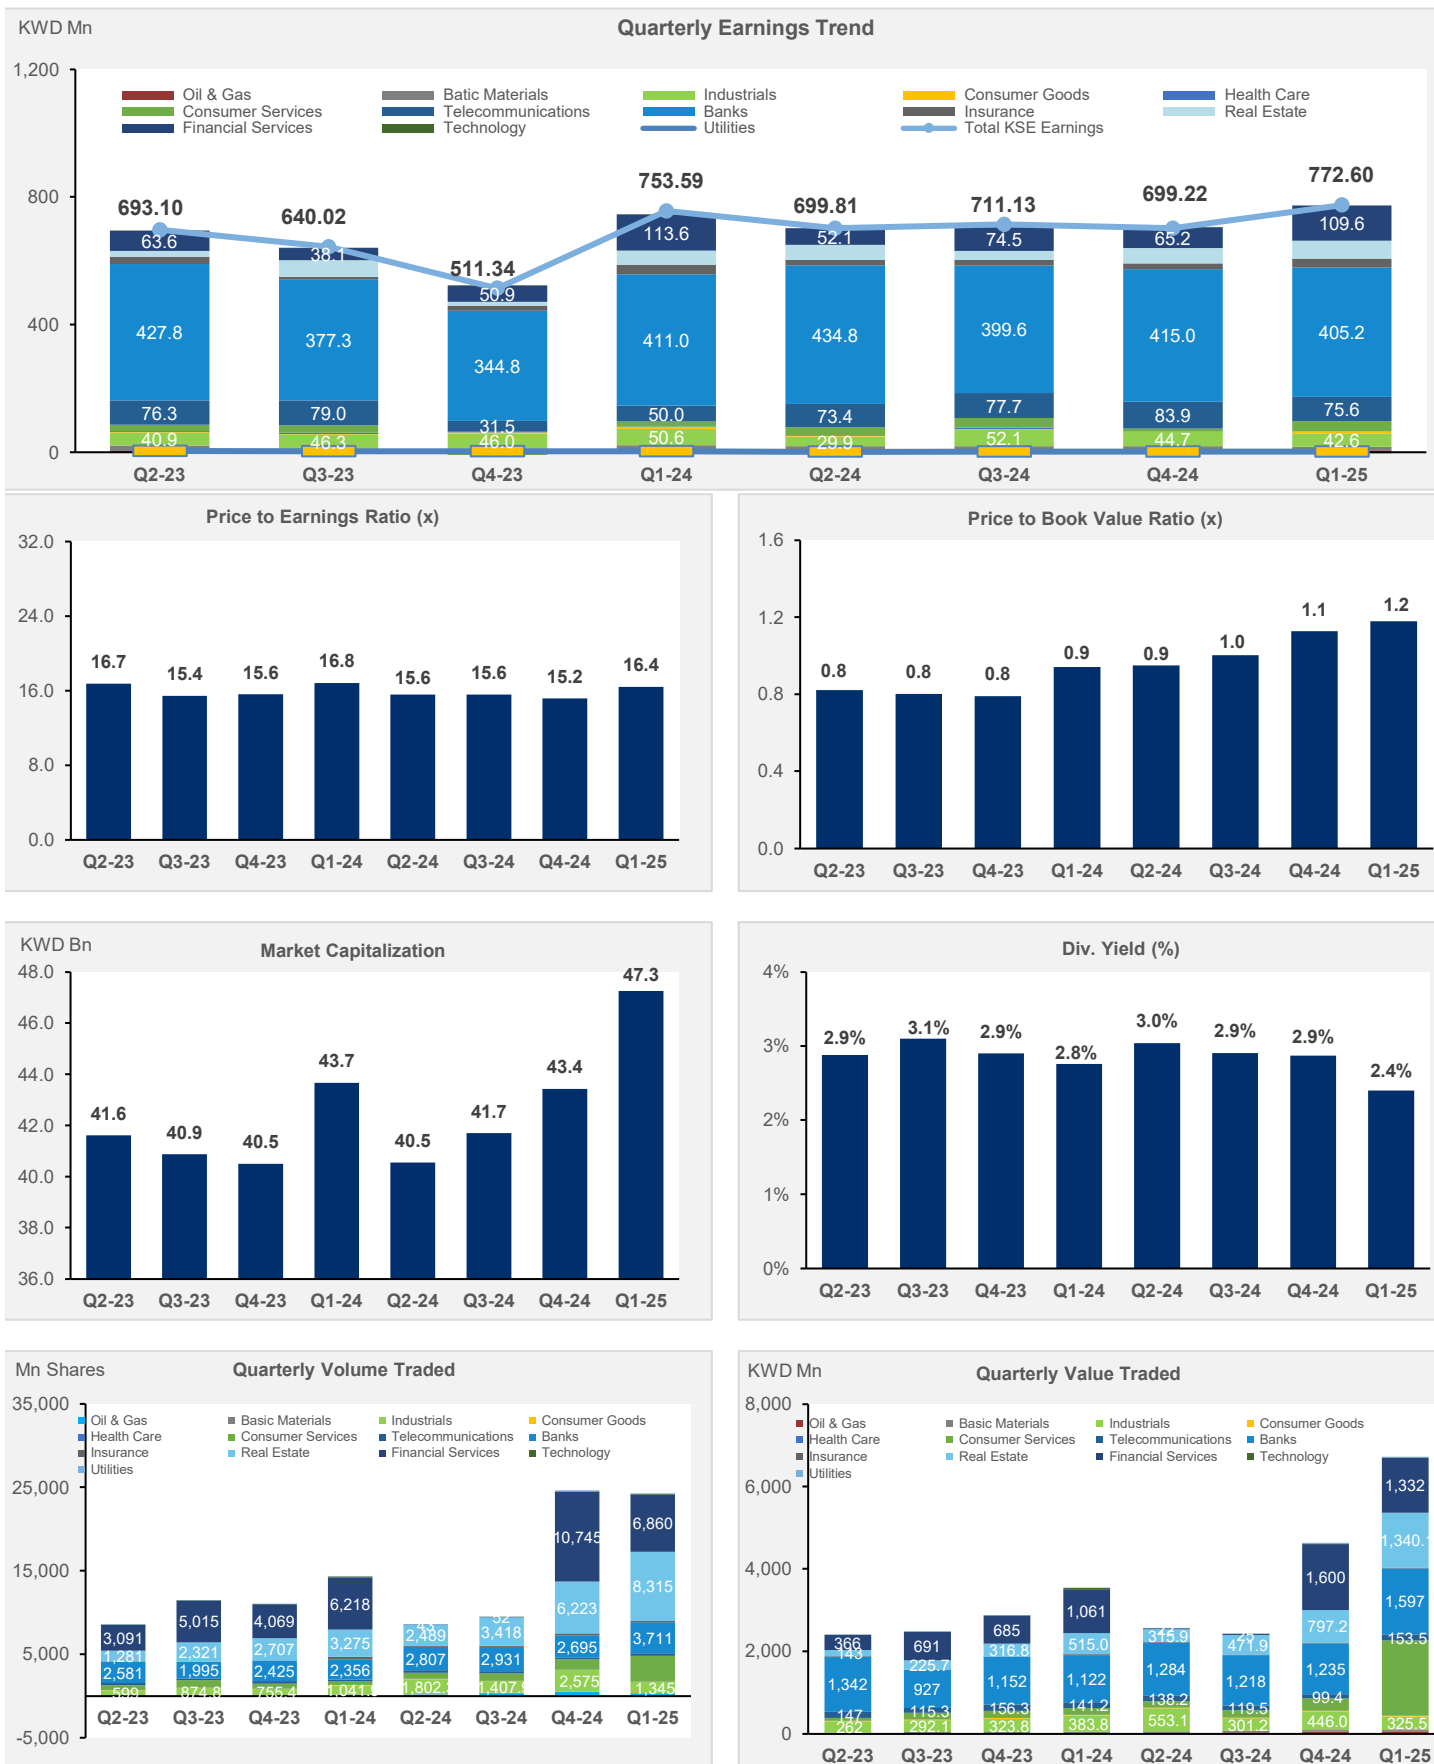 KWD Mn
Quarterly Earnings Trend
1,200
800
400
0
Oil & Gas
Batic Materials
Industrials
Consumer Goods
Health Care
Consumer Services
Telecommunications
Banks
Insurance
Real Estate
Financial Services
Technology
Utilities
Total KSE Earnings
693.10
640.02
511.34
753.59
699.81
711.13
699.22
772.60
63.6
38.1
50.9
113.6
52.1
74.5
65.2
109.6
427.8
377.3
344.8
411.0
434.8
399.6
415.0
405.2
76.3
79.0
31.5
50.0
73.4
77.7
83.9
75.6
40.9
46.3
46.0
50.6
29.9
52.1
44.7
42.6
Q2-23
Q3-23
Q4-23
Q1-24
Q2-24
Q3-24
Q4-24
Q1-25
Price to Earnings Ratio (x)
32.0
24.0
16.0
8.0
0.0
16.7
15.4
15.6
16.8
15.6
15.6
15.2
16.4
Q2-23
Q3-23
Q4-23
Q1-24
Q2-24
Q3-24
Q4-24
Q1-25
Price to Book Value Ratio (x)
1.6
1.2
0.8
0.4
0.0
0.8
0.8
0.8
0.9
0.9
1.0
1.1
1.2
Q2-23
Q3-23
Q4-23
Q1-24
Q2-24
Q3-24
Q4-24
Q1-25
KWD Bn
Market Capitalization
48.0
46.0
44.0
42.0
40.0
38.0
36.0
41.6
40.9
40.5
43.7
40.5
41.7
43.4
47.3
Q2-23
Q3-23
Q4-23
Q1-24
Q2-24
Q3-24
Q4-24
Q1-25
Div. Yield (%)
4%
3%
2%
1%
0%
2.9%
3.1%
2.9%
2.8%
3.0%
2.9%
2.9%
2.4%
Q2-23
Q3-23
Q4-23
Q1-24
Q2-24
Q3-24
Q4-24
Q1-25
Mn Shares
Quarterly Volume Traded
35,000
25,000
15,000
5,000
-5,000
Oil & Gas
Basic Materials
Industrials
Consumer Goods
Health Care
Consumer Services
Telecommunications
Banks
Insurance
Real Estate
Financial Services
Technology
Utilities
3,091
5,015
4,069
6,218
52
10,745
6,860
1,281
2,321
2,707
3,275
2,489
3,418
6,223
8,315
2,581
1,995
2,425
2,356
2,807
2,931
2,695
3,711
599
874.8
755.4
1,041.9
1,802.
1,407.9
2,575
1,345
Q2-23
Q3-23
Q4-23
Q1-24
Q2-24
Q3-24
Q4-24
Q1-25
KWD Mn
Quarterly Value Traded
8,000
6,000
4,000
2,000
0
Oil & Gas
Basic Materials
Industrials
Consumer Goods
Health Care
Consumer Services
Telecommunications
Banks
Insurance
Real Estate
Financial Services
Technology
Utilities
366
691
685
1,061
22
25
1,600
1,332
143
225.7
316.8
515.0
315.9
471.9
797.2
1,340.1
1,342
927
1,152
1,122
1,284
1,218
1,235
1,597
147
115.3
156.3
141.2
138.2
119.5
99.4
153.5
262
292.1
323.8
383.8
553.1
301.2
446.0
325.5
Q2-23
Q3-23
Q4-23
Q1-24
Q2-24
Q3-24
Q4-24
Q1-25